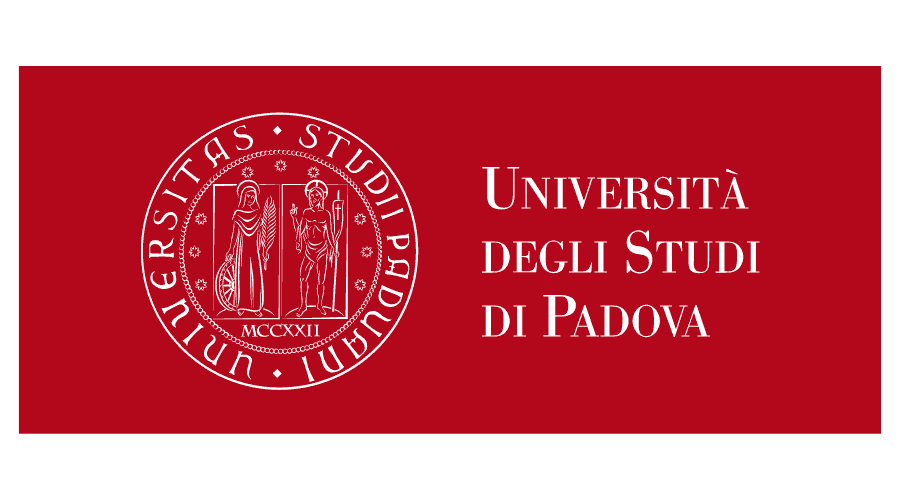 UNIVERSITAS · STUDII PADUANI ·
MCCXXII
UNIVERSITÀ
DEGLI STUDI
DI PADOVA